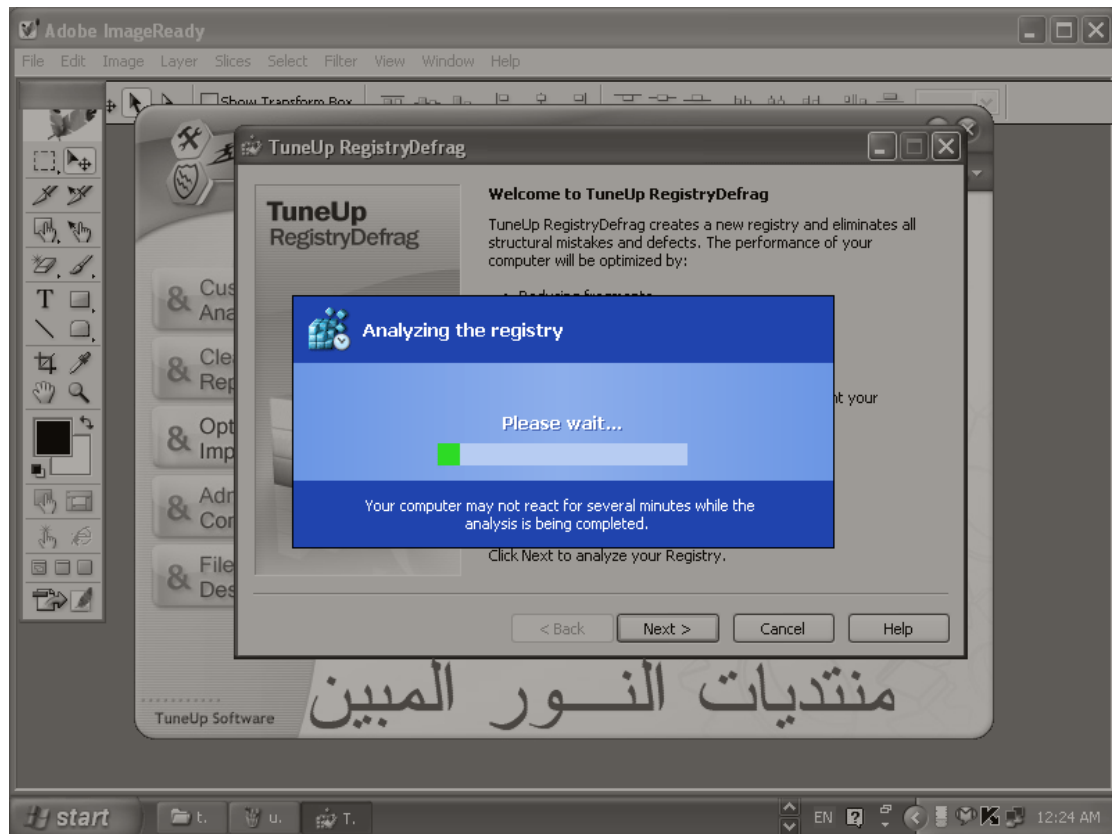 Adobe ImageReady
File Edit Image Layer Slices Select Filter View Window Help
Show Transform Box
TuneUp RegistryDefrag
TuneUp
RegistryDefrag
Welcome to TuneUp RegistryDefrag
TuneUp RegistryDefrag creates a new registry and eliminates all
structural mistakes and defects. The performance of your
computer will be optimized by:
• Reducing fragments
Analyzing the registry
Please wait...
Your computer may not react for several minutes while the
analysis is being completed.
your
Click Next to analyze your Registry.
< Back Next > Cancel Help
&
&
&
&
& File
منتديات النــور المبين
TuneUp Software
start t. u. T. EN 12:24 AM